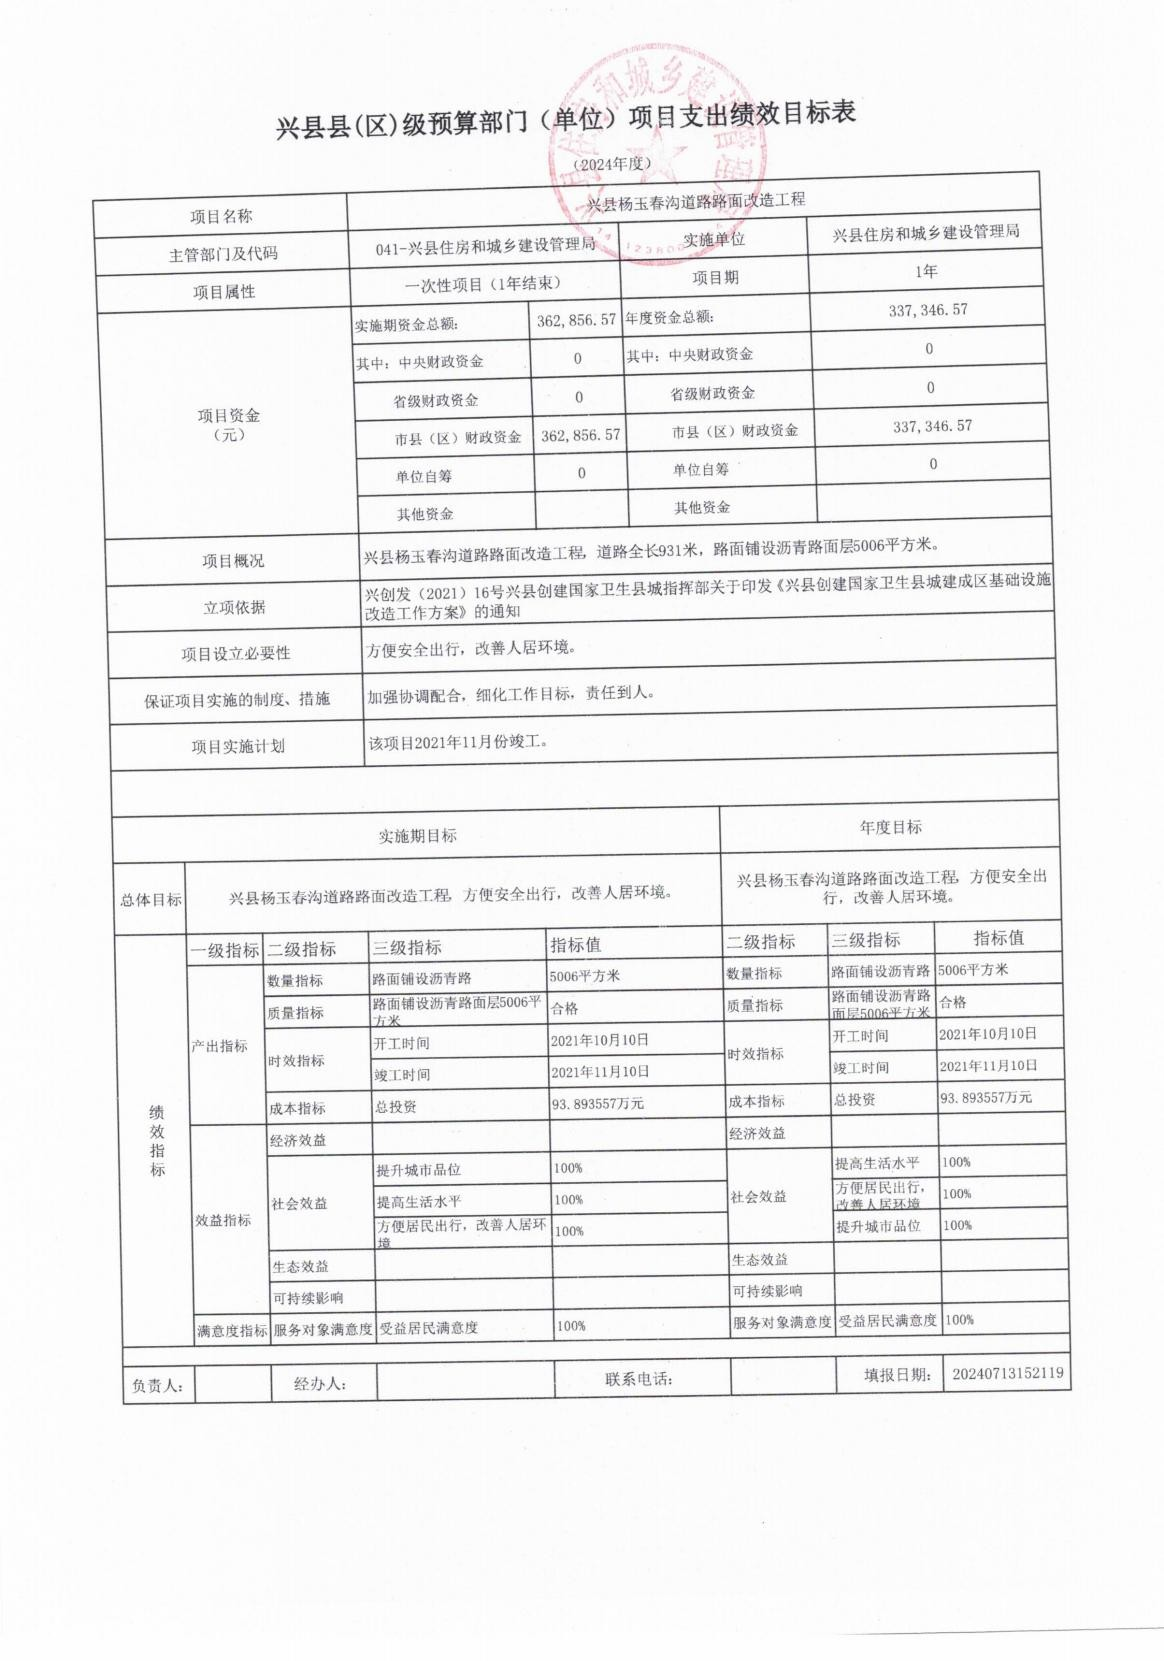 兴县县(区)级预算部门（单位）项目支出绩效目标表
（2024年度）
项目名称 兴县杨玉春沟道路路面改造工程
主管部门及代码 041-兴县住房和城乡建设管理局 实施单位 兴县住房和城乡建设管理局
项目属性 一次性项目（1年结束） 项目期 1年
项目资金
（元）
实施期资金总额: 362,856.57 年度资金总额: 337,346.57
其中: 中央财政资金 0 其中: 中央财政资金 0
省级财政资金 0 省级财政资金 0
市县（区）财政资金 362,856.57 市县（区）财政资金 337,346.57
单位自筹 0 单位自筹 0
其他资金 其他资金
项目概况 兴县杨玉春沟道路路面改造工程，道路全长931米，路面铺设沥青路面层5006平方米。
立项依据 兴创发（2021）16号兴县创建国家卫生县城指挥部关于印发《兴县创建国家卫生县城建成区基础设施
改造工作方案》的通知
项目设立必要性 方便安全出行，改善人居环境。
保证项目实施的制度、措施 加强协调配合，细化工作目标，责任到人。
项目实施计划 该项目2021年11月份竣工。
实施期目标 年度目标
总体目标 兴县杨玉春沟道路路面改造工程，方便安全出行，改善人居环境。 兴县杨玉春沟道路路面改造工程，方便安全出
行，改善人居环境。
绩效指标
一级指标 二级指标 三级指标 指标值 二级指标 三级指标 指标值
产出指标
数量指标 路面铺设沥青路 5006平方米 数量指标 路面铺设沥青路 5006平方米
质量指标 路面铺设沥青路面层5006平 合格 质量指标 路面铺设沥青路 合格
方米 面层5006平方米
时效指标 开工时间 2021年10月10日 时效指标 开工时间 2021年10月10日
竣工时间 2021年11月10日 竣工时间 2021年11月10日
成本指标 总投资 93.893557万元 成本指标 总投资 93.893557万元
效益指标
经济效益 经济效益
社会效益 提升城市品位 100% 社会效益 提高生活水平 100%
提高生活水平 100% 方便居民出行， 100%
改善人居环境
方便居民出行，改善人居环 100% 提升城市品位 100%
境
生态效益 生态效益
可持续影响 可持续影响
满意度指标 服务对象满意度 受益居民满意度 100% 服务对象满意度 受益居民满意度 100%
负责人: 经办人: 联系电话: 填报日期: 20240713152119